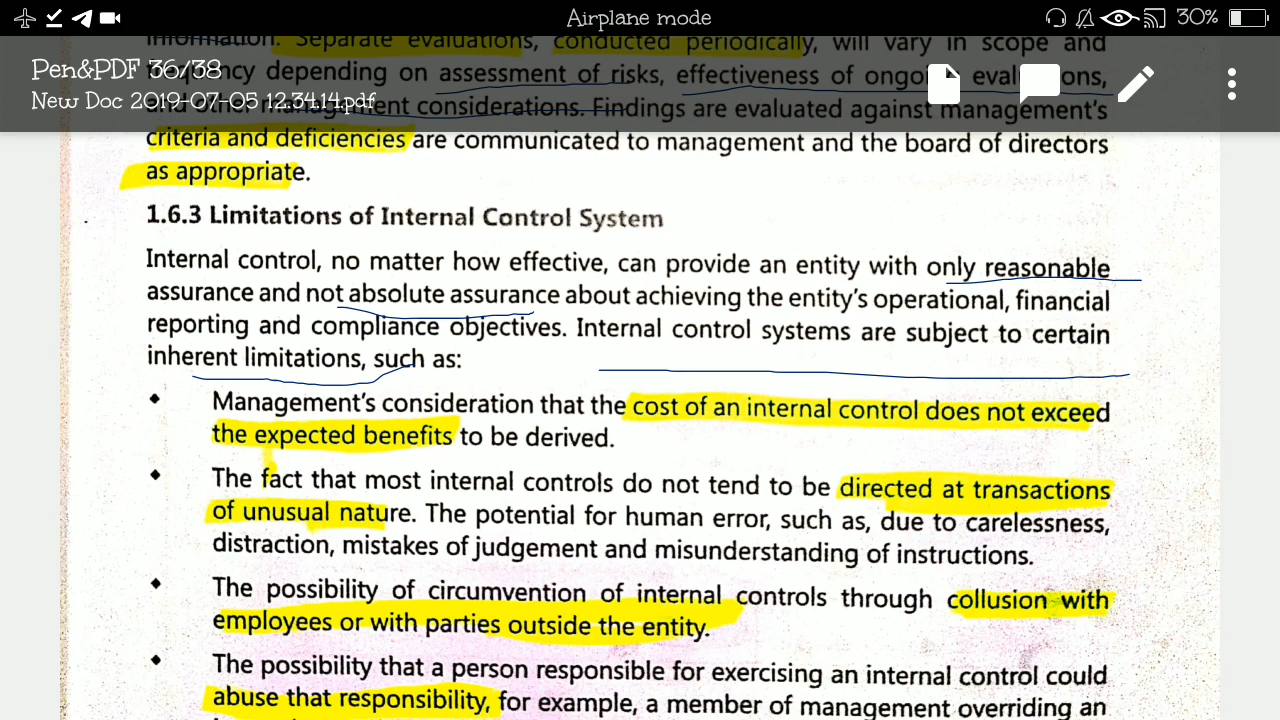 Airplane mode
30%
Pen&PDF 36/38
New Doc 2019-07-05 12.34.14.pdf
information. Separate evaluations, conducted periodically, will vary in scope and
depending on assessment of risks, effectiveness of
management considerations. Findings are evaluated against management's
criteria and deficiencies are communicated to management and the board of directors
as appropriate.
1.6.3 Limitations of Internal Control System
Internal control, no matter how effective, can provide an entity with only reasonable
assurance and not absolute assurance about achieving the entity's operational, financial
reporting and compliance objectives. Internal control systems are subject to certain
inherent limitations, such as:
◆ Management's consideration that the cost of an internal control does not exceed
the expected benefits to be derived.
◆ The fact that most internal controls do not tend to be directed at transactions
of unusual nature. The potential for human error, such as, due to carelessness,
distraction, mistakes of judgement and misunderstanding of instructions.
◆ The possibility of circumvention of internal controls through collusion with
employees or with parties outside the entity.
◆ The possibility that a person responsible for exercising an internal control could
abuse that responsibility, for example, a member of management overriding an